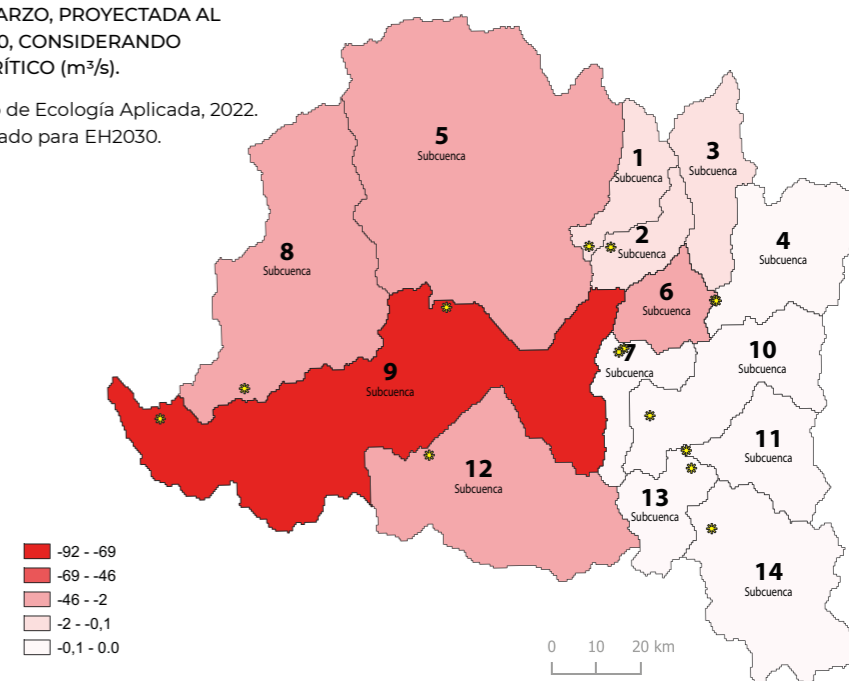 ARZO, PROYECTADA AL
0, CONSIDERANDO
RÍTICO (m³/s).
o de Ecología Aplicada, 2022.
ado para EH2030.
5
Subcuenca
1
Subcuenca
3
Subcuenca
2
Subcuenca
4
Subcuenca
8
Subcuenca
6
Subcuenca
7
Subcuenca
10
Subcuenca
9
Subcuenca
11
Subcuenca
12
Subcuenca
13
Subcuenca
14
Subcuenca
-92 - -69
-69 - -46
-46 - -2
-2 - -0,1
-0,1 - 0.0
0 10 20 km